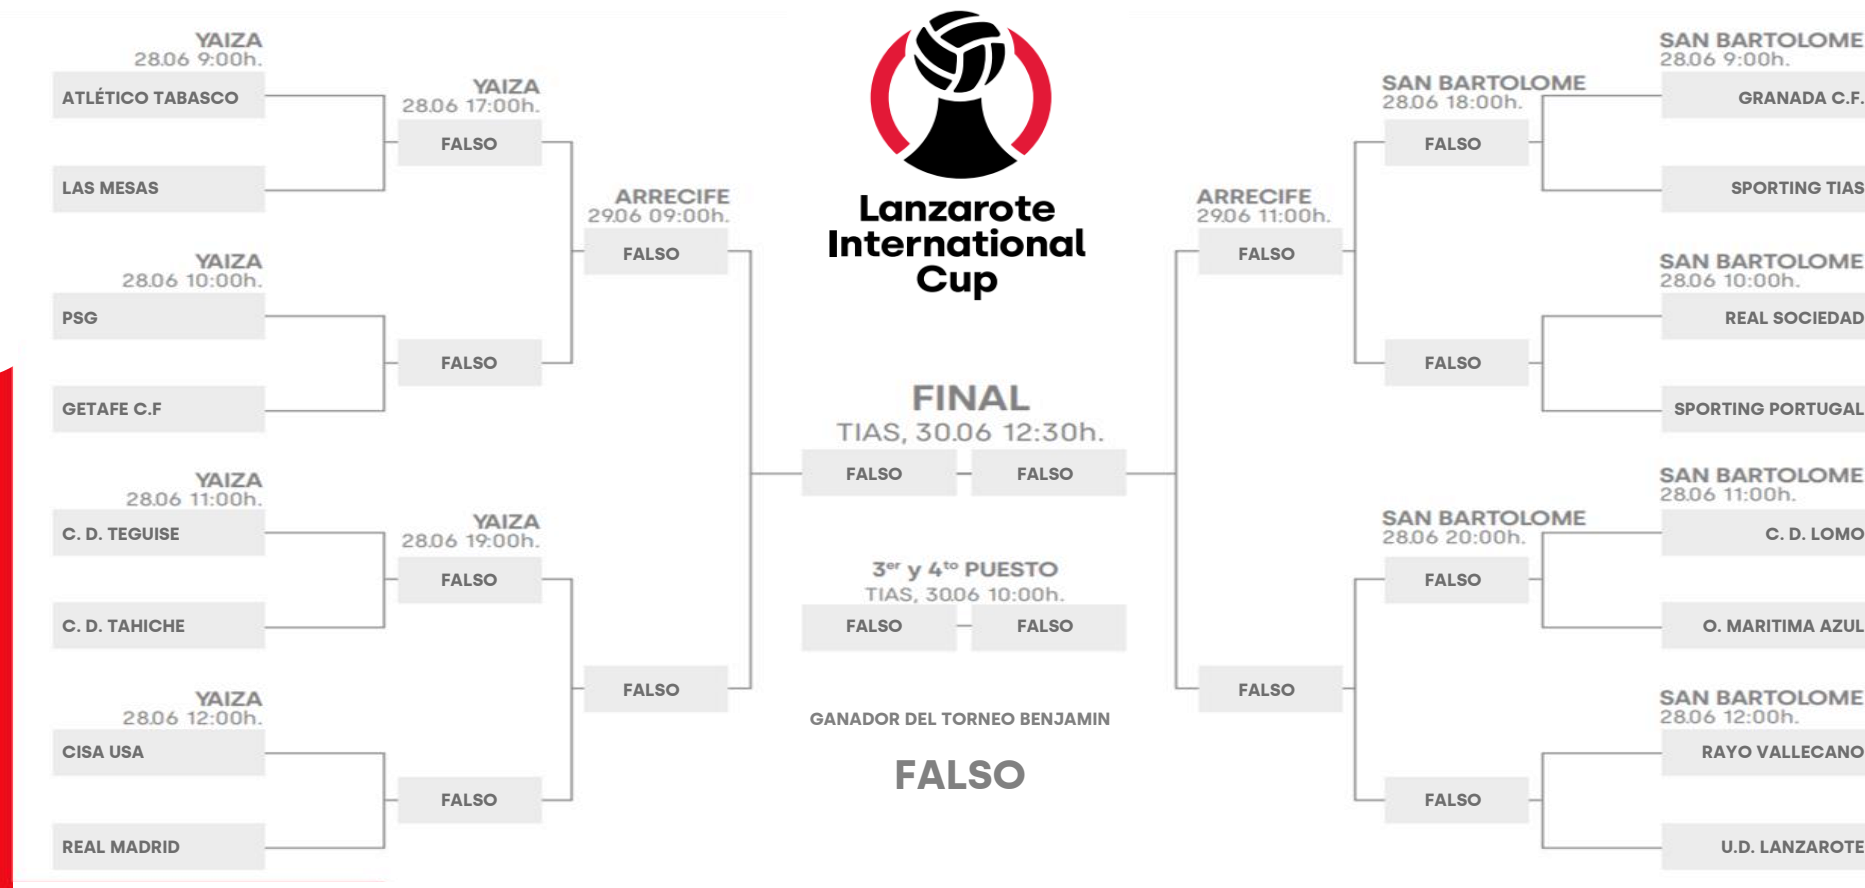 YAIZA
28.06 9:00h.
ATLÉTICO TABASCO
LAS MESAS
YAIZA
28.06 10:00h.
PSG
GETAFE C.F
YAIZA
28.06 11:00h.
C. D. TEGUISE
C. D. TAHICHE
YAIZA
28.06 12:00h.
CISA USA
REAL MADRID
YAIZA
28.06 17:00h.
FALSO
FALSO
YAIZA
28.06 19:00h.
FALSO
FALSO
ARRECIFE
29.06 09:00h.
FALSO
FALSO
Lanzarote
International
Cup
FINAL
TIAS, 30.06 12:30h.
FALSO FALSO
3er y 4to PUESTO
TIAS, 30.06 10:00h.
FALSO FALSO
GANADOR DEL TORNEO BENJAMIN
FALSO
ARRECIFE
29.06 11:00h.
FALSO
FALSO
SAN BARTOLOME
28.06 18:00h.
FALSO
FALSO
SAN BARTOLOME
28.06 20:00h.
FALSO
FALSO
SAN BARTOLOME
28.06 9:00h.
GRANADA C.F.
SPORTING TIAS
SAN BARTOLOME
28.06 10:00h.
REAL SOCIEDAD
SPORTING PORTUGAL
SAN BARTOLOME
28.06 11:00h.
C. D. LOMO
O. MARITIMA AZUL
SAN BARTOLOME
28.06 12:00h.
RAYO VALLECANO
U.D. LANZAROTE